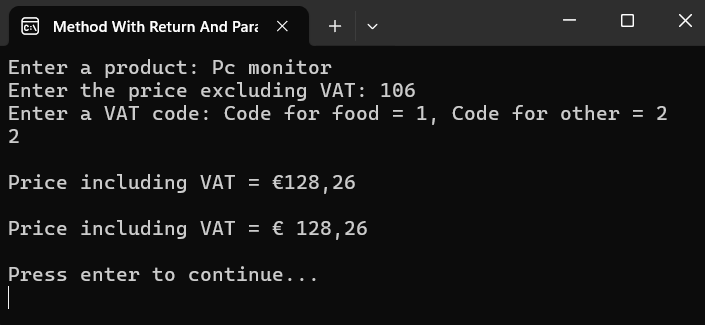 Method With Return And Para
Enter a product: Pc monitor
Enter the price excluding VAT: 106
Enter a VAT code: Code for food = 1, Code for other = 2
2
Price including VAT = €128,26
Price including VAT = € 128,26
Press enter to continue...